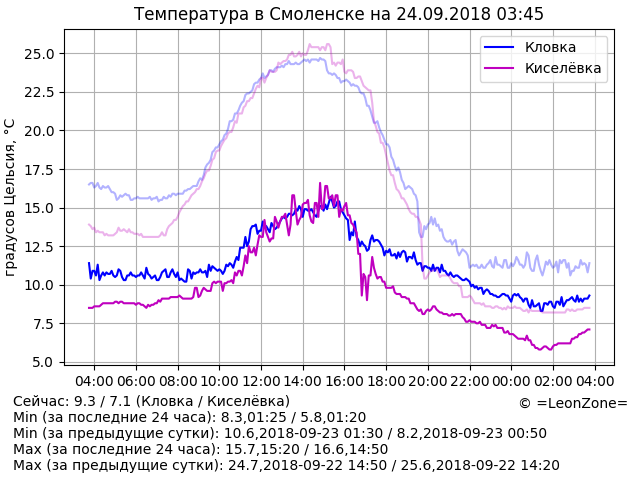 Температура в Смоленске на 24.09.2018 03:45
градусов Цельсия, °C
25.0
22.5
20.0
17.5
15.0
12.5
10.0
7.5
5.0
Кловка
Киселёвка
04:00 06:00 08:00 10:00 12:00 14:00 16:00 18:00 20:00 22:00 00:00 02:00 04:00
Сейчас: 9.3 / 7.1 (Кловка / Киселёвка)
© =LeonZone=
Min (за последние 24 часа): 8.3,01:25 / 5.8,01:20
Min (за предыдущие сутки): 10.6,2018-09-23 01:30 / 8.2,2018-09-23 00:50
Max (за последние 24 часа): 15.7,15:20 / 16.6,14:50
Max (за предыдущие сутки): 24.7,2018-09-22 14:50 / 25.6,2018-09-22 14:20